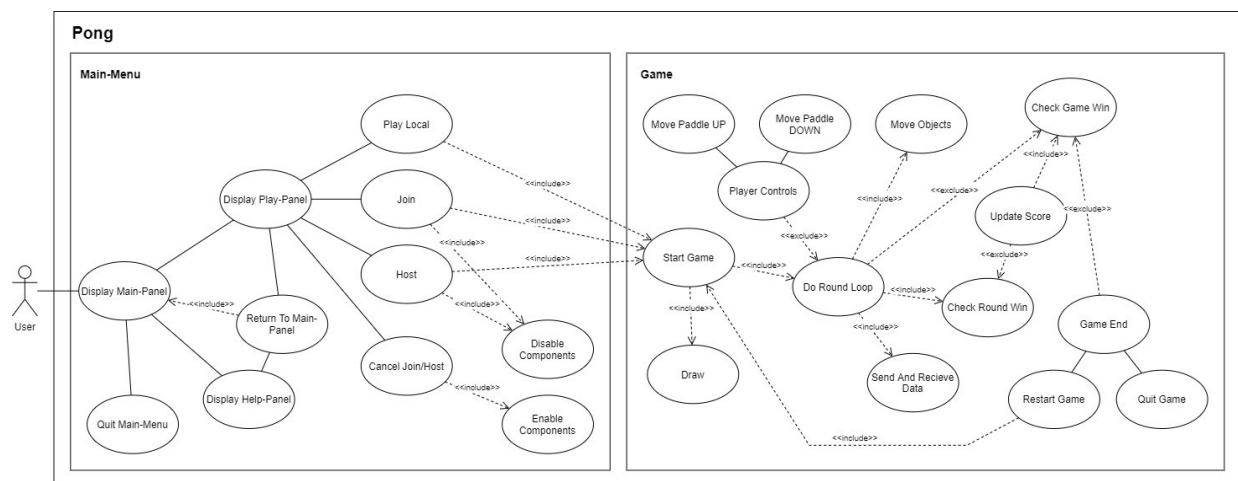 Pong
Main-Menu
Game
Play Local
Display Play-Panel
Join
Host
Display Main-Panel
Return To Main-
Panel
Cancel Join/Host
Disable
Components
Display Help-Panel
Quit Main-Menu
Enable
Components
User
<<include>>
<<include>>
<<include>>
<<include>>
<<include>>
<<include>>
<<include>>
Move Paddle UP
Move Paddle
DOWN
Move Objects
Check Game Win
Player Controls
Update Score
Start Game
Do Round Loop
Check Round Win
Game End
Draw
Send And Recieve
Data
Restart Game
Quit Game
<<exclude>>
<<include>>
<<include>>
<<exclude>>
<<include>>
<<exclude>>
<<exclude>>
<<include>>
<<include>>
<<include>>
<<include>>